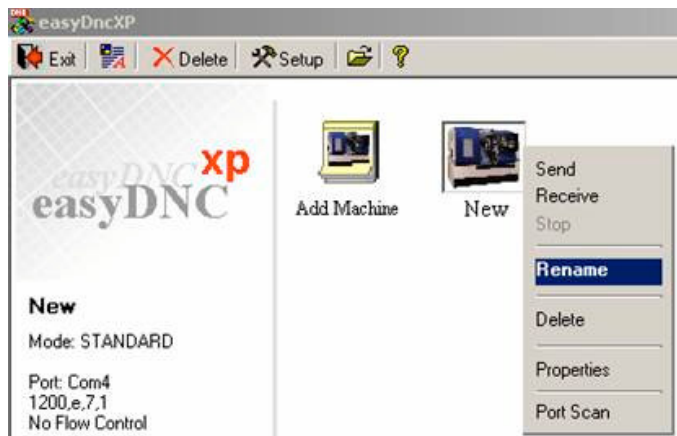 easyDncXP
Exit Delete Setup
xp
easyDNC
easyDNC
Add Machine
New
Send
Receive
Stop
Rename
Delete
Properties
Port Scan
New
Mode: STANDARD
Port: Com4
1200,e,7,1
No Flow Control